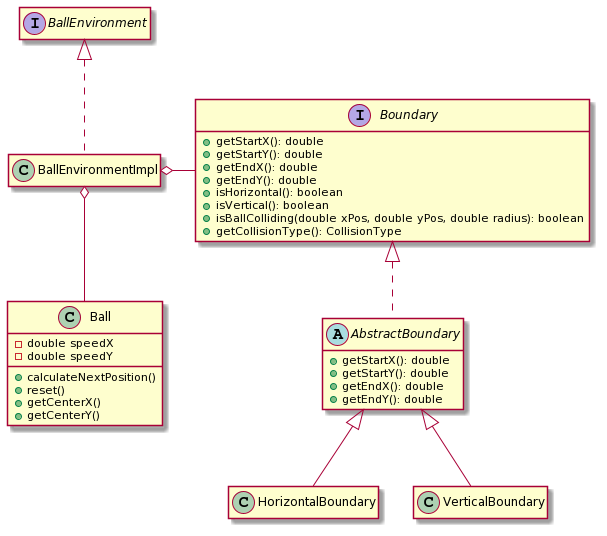 I BallEnvironment
I Boundary
getStartX(): double
getStartY(): double
getEndX(): double
getEndY(): double
isHorizontal(): boolean
isVertical(): boolean
isBallColliding(double xPos, double yPos, double radius): boolean
getCollisionType(): CollisionType
C BallEnvironmentImpl
C Ball
double speedX
double speedY
calculateNextPosition()
reset()
getCenterX()
getCenterY()
A AbstractBoundary
getStartX(): double
getStartY(): double
getEndX(): double
getEndY(): double
C HorizontalBoundary
C VerticalBoundary